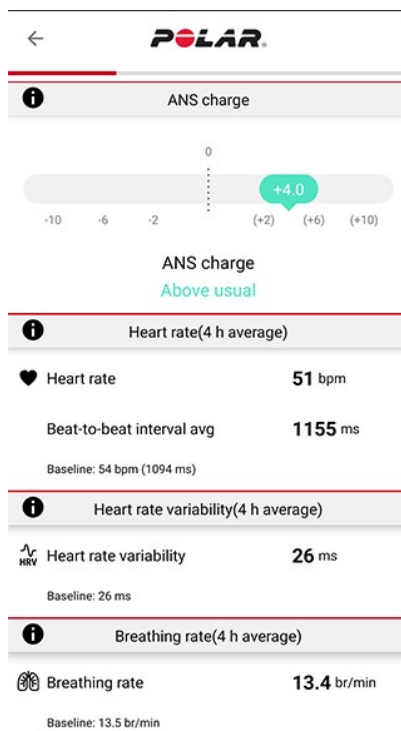 POLAR.
ANS charge
0
+4.0
-10 -6 -2 (+2) (+6) (+10)
ANS charge
Above usual
Heart rate(4 h average)
Heart rate 51 bpm
Beat-to-beat interval avg 1155 ms
Baseline: 54 bpm (1094 ms)
Heart rate variability(4 h average)
HRV Heart rate variability 26 ms
Baseline: 26 ms
Breathing rate(4 h average)
Breathing rate 13.4 br/min
Baseline: 13.5 br/min